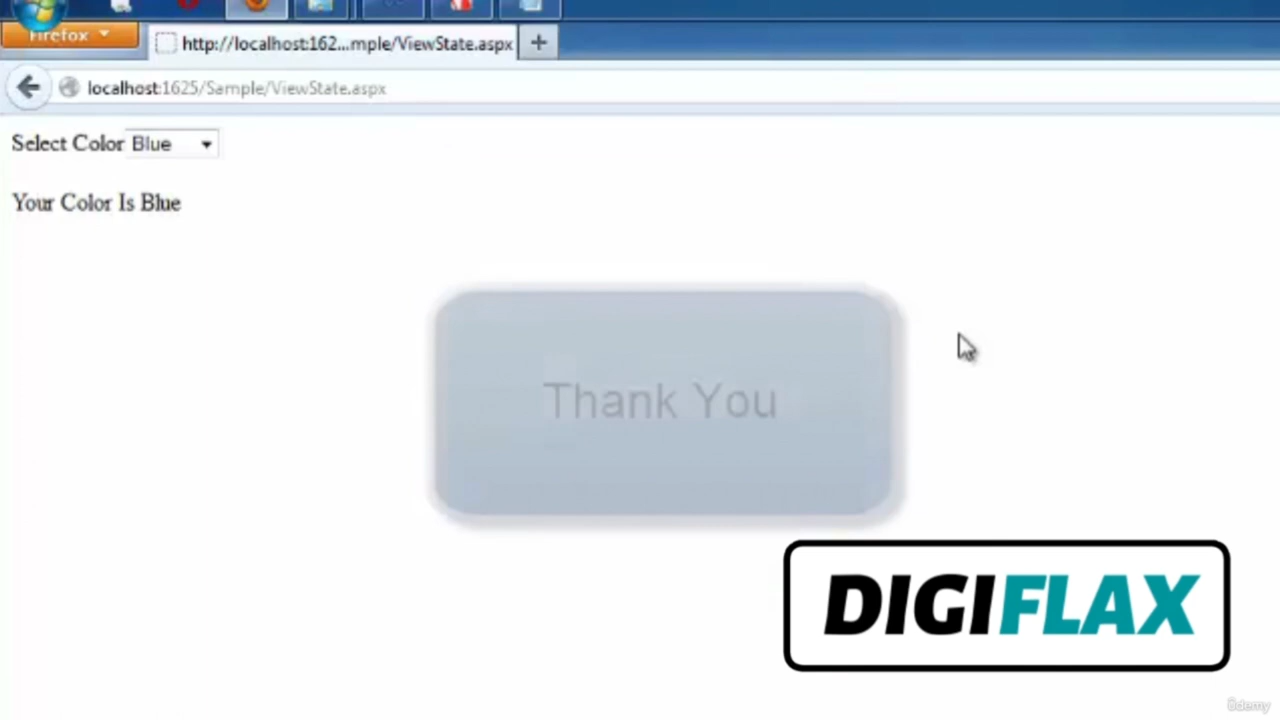 Firefox
http://localhost:162...mple/ViewState.aspx
localhost:1625/Sample/ViewState.aspx
Select Color Blue
Your Color Is Blue
Thank You
DIGIFLAX
ûdemy